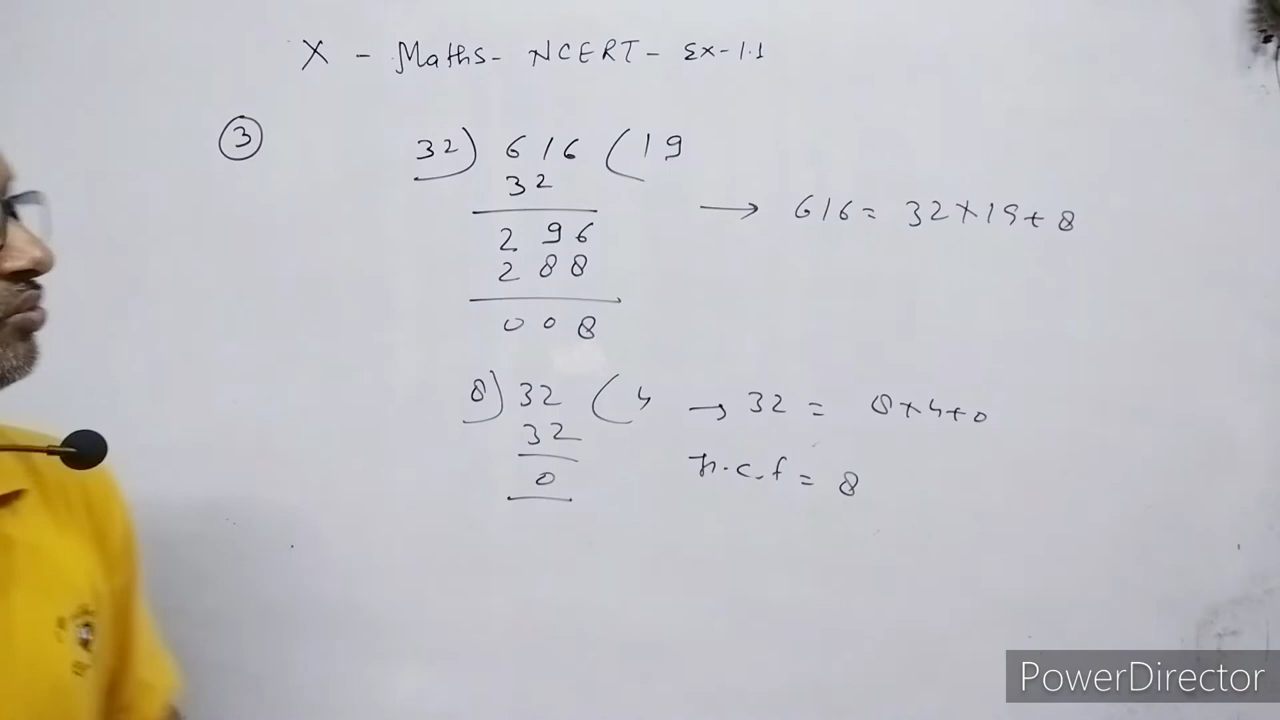 X - Maths - NCERT - Ex-1.1
3
32) 616 (19
32
296
288
008
→ 616 = 32×19+8
8) 32 (4
32
0
→ 32 = 8×4+0
h.c.f = 8
PowerDirector